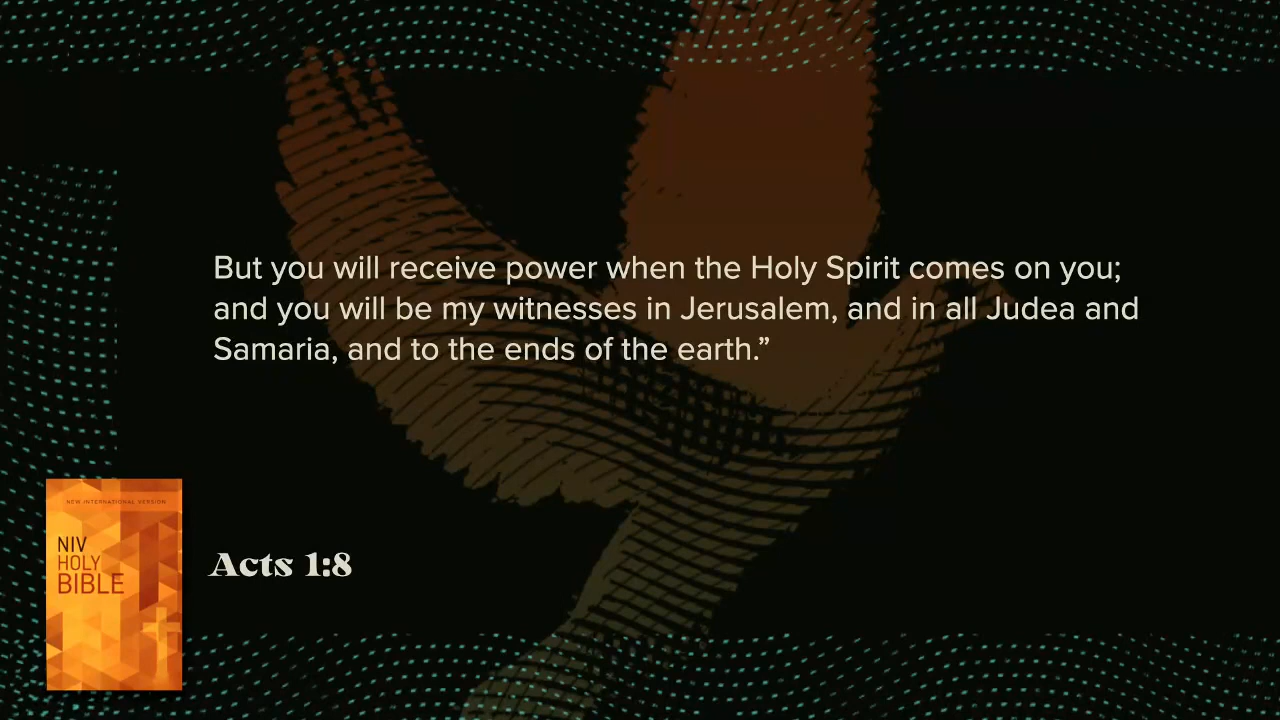 But you will receive power when the Holy Spirit comes on you;
and you will be my witnesses in Jerusalem, and in all Judea and
Samaria, and to the ends of the earth.”
NEW INTERNATIONAL VERSION
NIV
HOLY
BIBLE
Acts 1:8